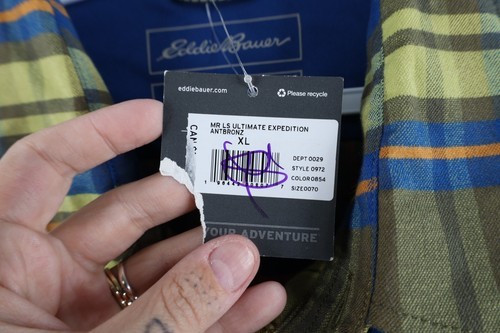 Eddie Bauer
eddiebauer.com
Please recycle
MR LS ULTIMATE EXPEDITION
ANTBRONZ
XL
DEPT 0029
STYLE 0972
COLOR 0854
SIZE 0070
YOUR ADVENTURE